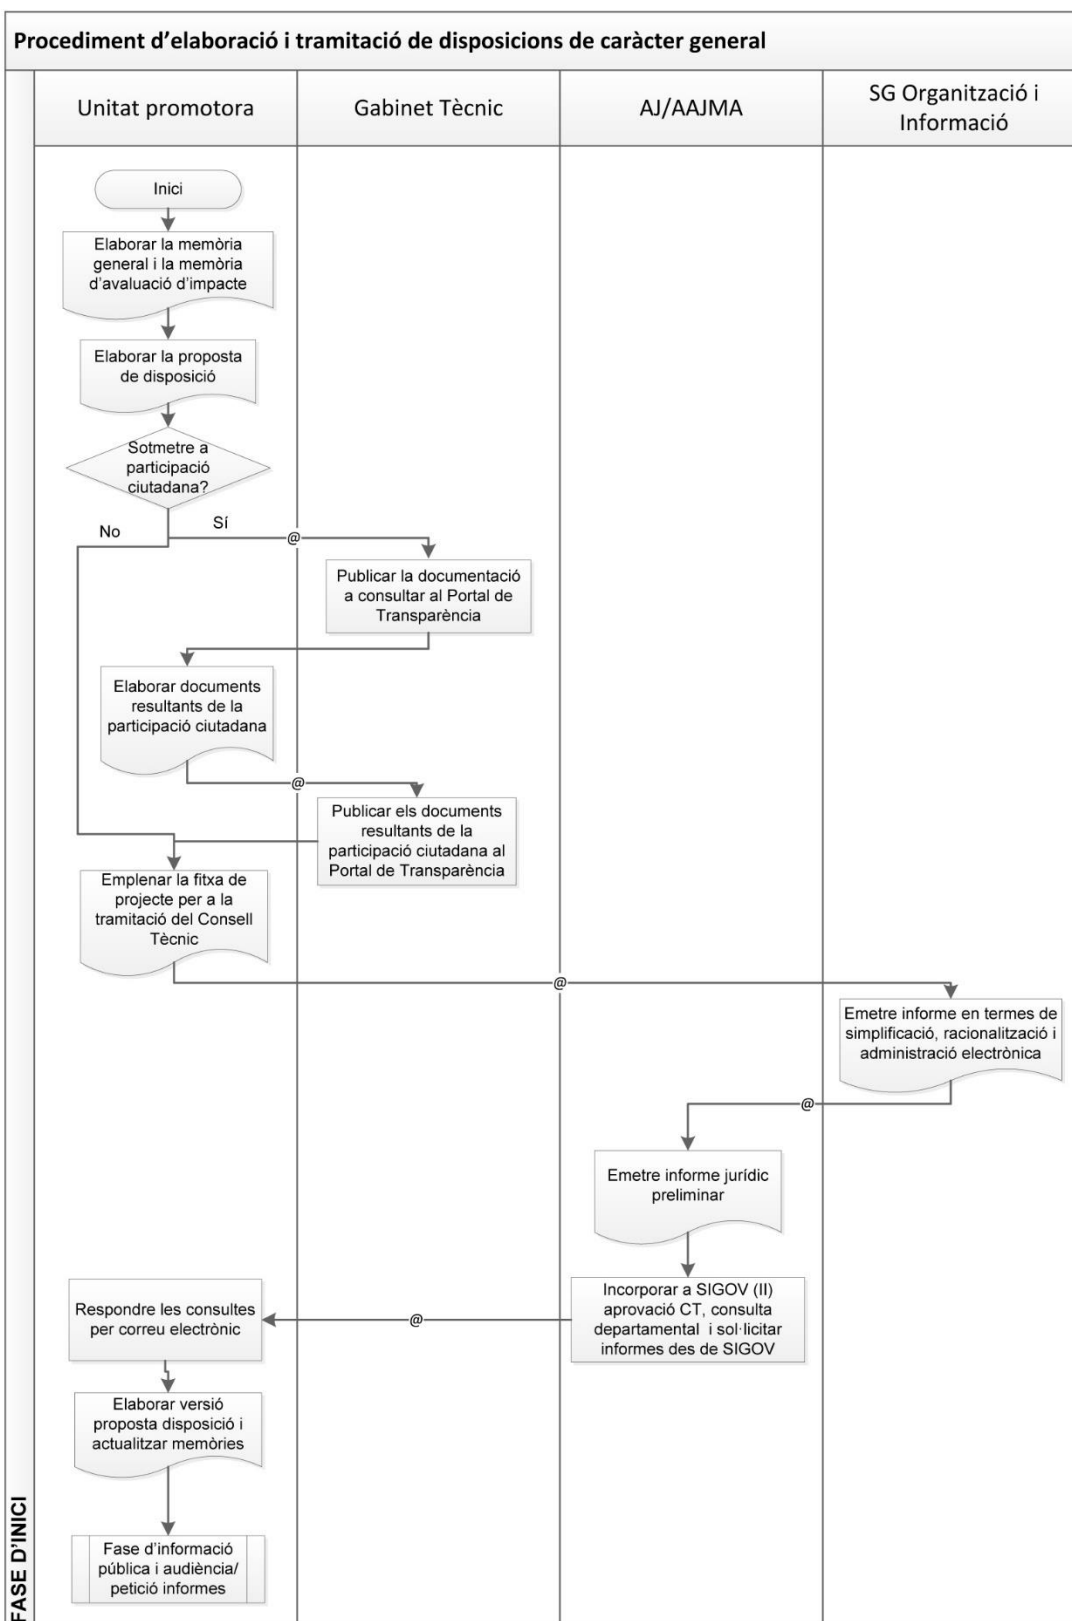 Procediment d’elaboració i tramitació de disposicions de caràcter general
Unitat promotora
Gabinet Tècnic
AJ/AAJMA
SG Organització i
Informació
Inici
Elaborar la memòria
general i la memòria
d’avaluació d’impacte
Elaborar la proposta
de disposició
Sotmetre a
participació
ciutadana?
No
Sí
@
Publicar la documentació
a consultar al Portal de
Transparència
Elaborar documents
resultants de la
participació ciutadana
@
Publicar els documents
resultants de la
participació ciutadana al
Portal de Transparència
Emplenar la fitxa de
projecte per a la
tramitació del Consell
Tècnic
@
Emetre informe en termes de
simplificació, racionalització i
administració electrònica
@
Emetre informe jurídic
preliminar
Incorporar a SIGOV (II)
aprovació CT, consulta
departamental i sol·licitar
informes des de SIGOV
@
Respondre les consultes
per correu electrònic
Elaborar versió
proposta disposició i
actualitzar memòries
Fase d’informació
pública i audiència/
petició informes
FASE D’INICI